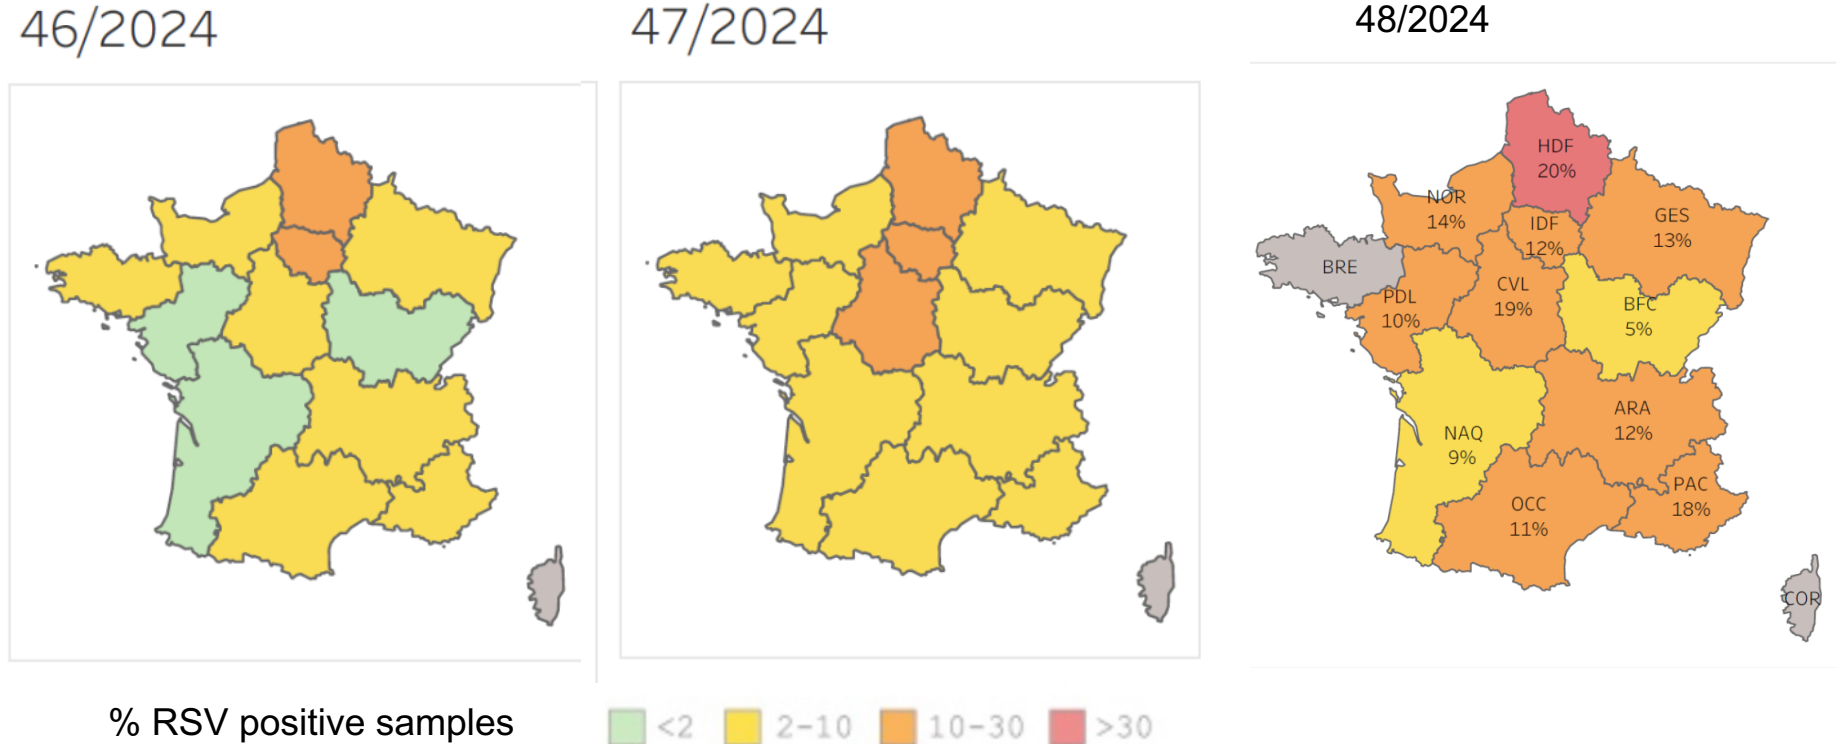 46/2024
47/2024
48/2024
HDF
20%
NOR
14%
IDF
12%
GES
13%
BRE
PDL
10%
CVL
19%
BFC
5%
NAQ
9%
ARA
12%
OCC
11%
PAC
18%
COR
% RSV positive samples
<2
2-10
10-30
>30